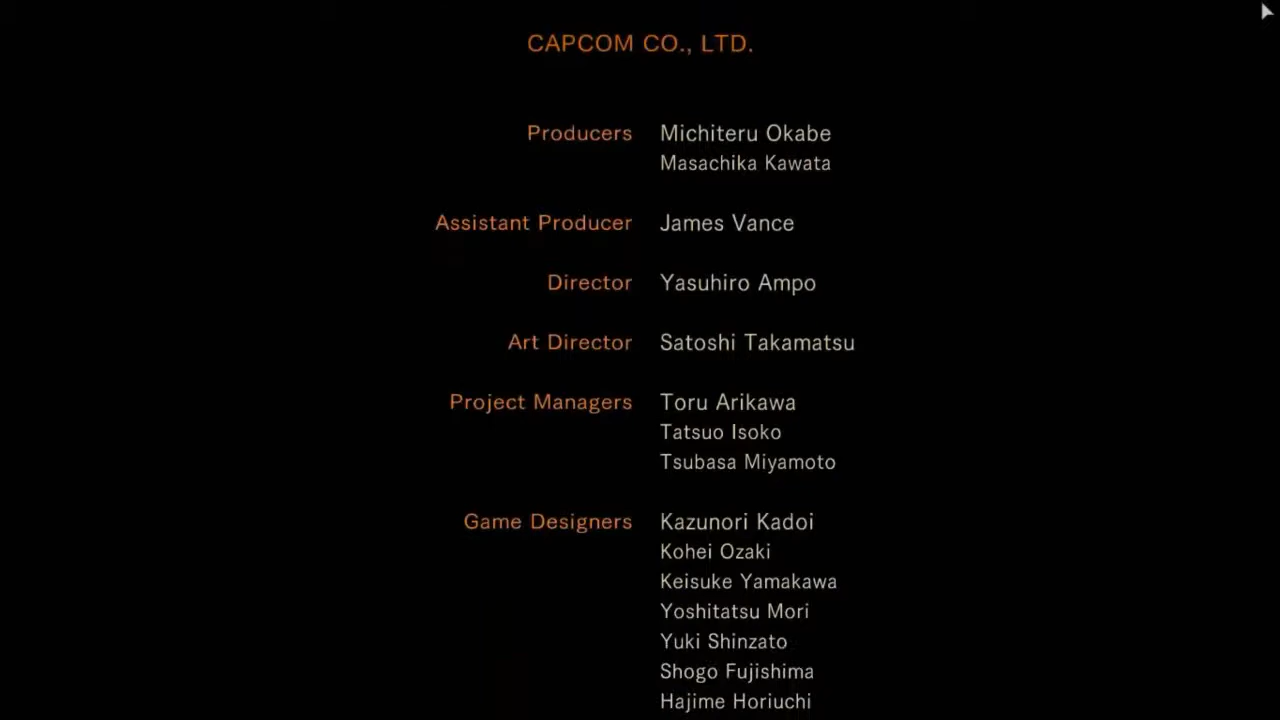 CAPCOM CO., LTD.
Producers Michiteru Okabe
Masachika Kawata
Assistant Producer James Vance
Director Yasuhiro Ampo
Art Director Satoshi Takamatsu
Project Managers Toru Arikawa
Tatsuo Isoko
Tsubasa Miyamoto
Game Designers Kazunori Kadoi
Kohei Ozaki
Keisuke Yamakawa
Yoshitatsu Mori
Yuki Shinzato
Shogo Fujishima
Hajime Horiuchi